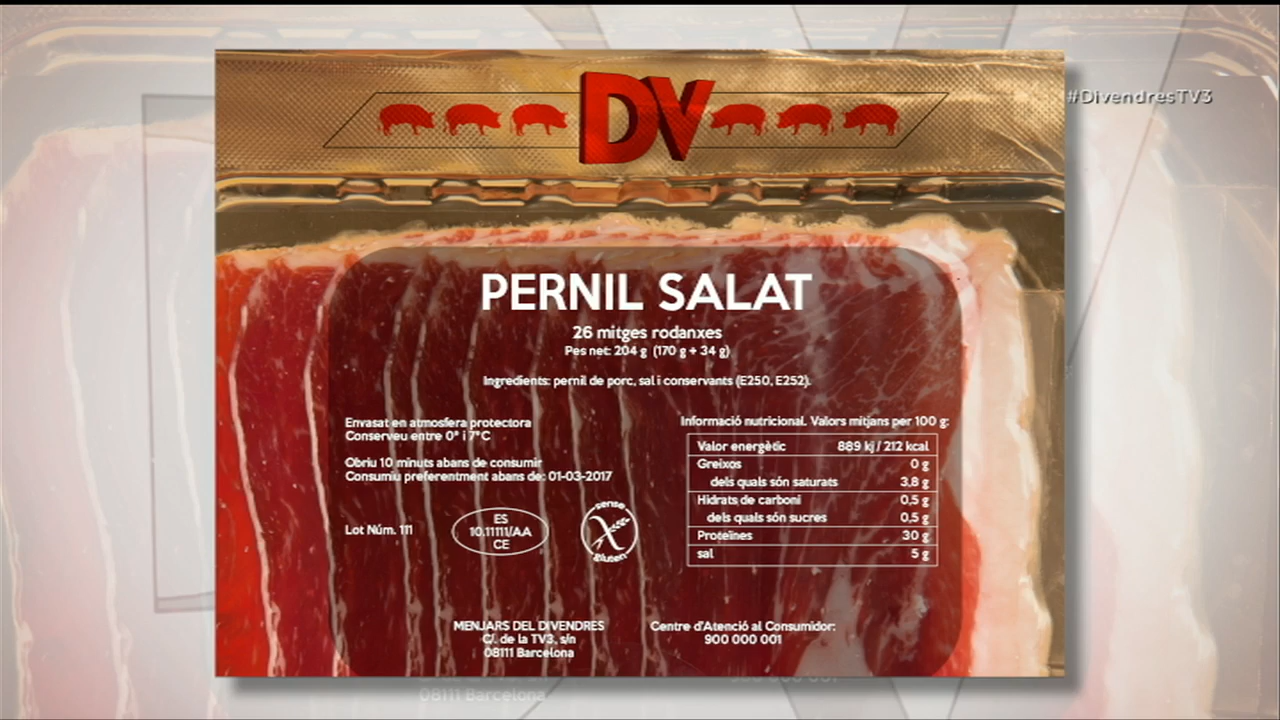 DV
#DivendresTV3
PERNIL SALAT
26 mitges rodanxes
Pes net: 204 g (170 g + 34 g)
Ingredients: pernil de porc, sal i conservants (E250, E252).
Envasat en atmosfera protectora
Conserveu entre 0° i 7°C
Obriu 10 minuts abans de consumir
Consumiu preferentment abans de: 01-03-2017
Lot Núm. 111
ES
10.11111/AA
CE
sense
gluten
Informació nutricional. Valors mitjans per 100 g:
Valor energètic 889 kj / 212 kcal
Greixos 0 g
dels quals són saturats 3,8 g
Hidrats de carboni 0,5 g
dels quals són sucres 0,5 g
Proteïnes 30 g
sal 5 g
MENJARS DEL DIVENDRES
C/. de la TV3, s/n
08111 Barcelona
Centre d'Atenció al Consumidor:
900 000 001
08111 Barcelona